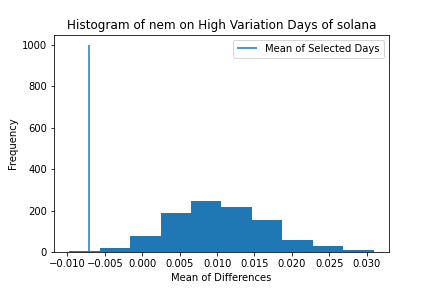 Histogram of nem on High Variation Days of solana
Mean of Selected Days
Frequency
1000
800
600
400
200
0
−0.010 −0.005 0.000 0.005 0.010 0.015 0.020 0.025 0.030
Mean of Differences